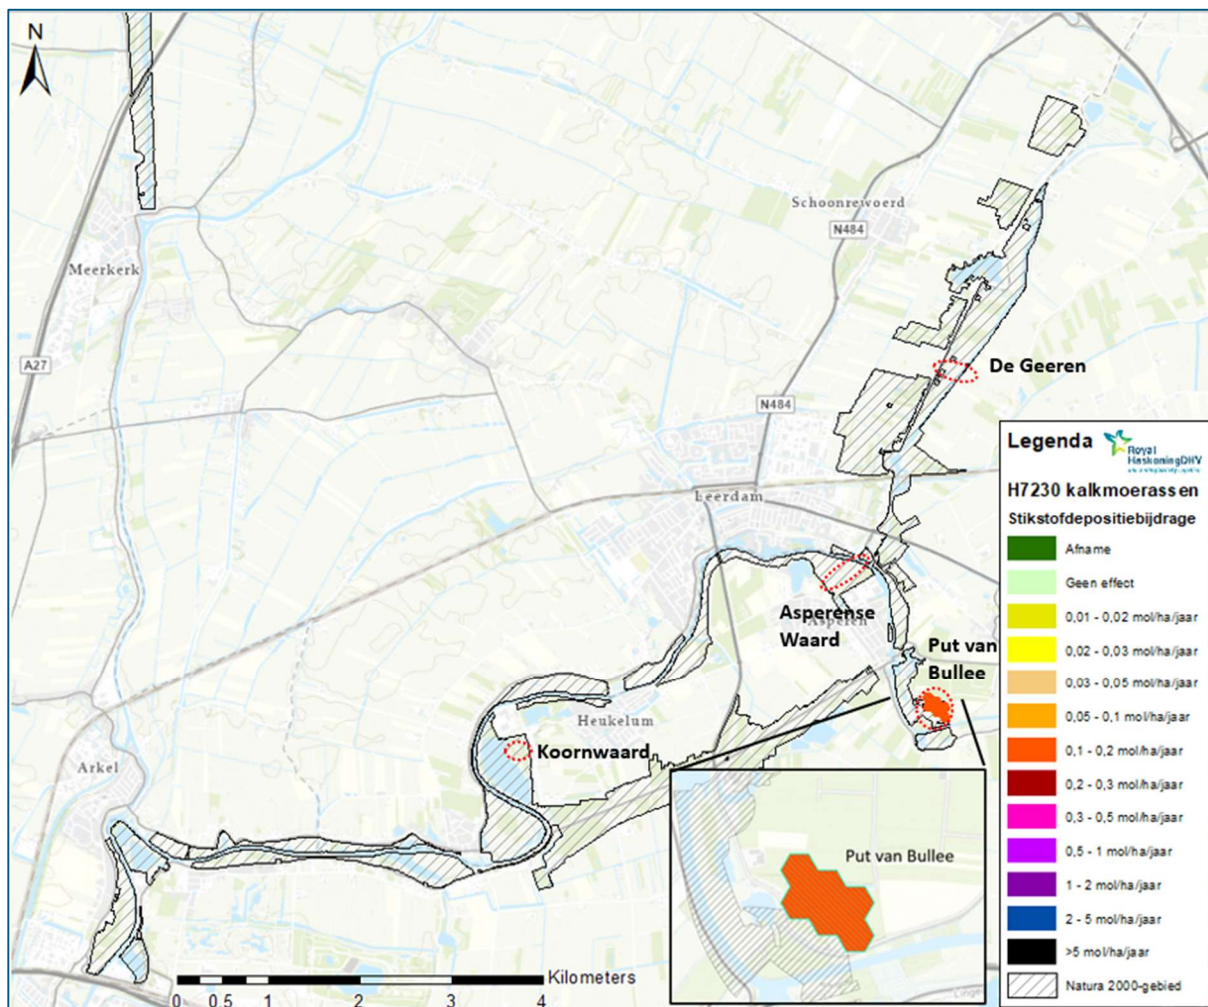 N
Schoonrewoerd
N484
Meerkerk
A27
De Geeren
N484
Leerdam
Asperense
Waard
Asperen
Put van
Bullee
Heukelum
Koornwaard
Arkel
Put van Bullee
Kilometers
0 0.5 1 2 3 4
Legenda
Royal
HaskoningDHV
H7230 kalkmoerassen
Stikstofdepositiebijdrage
Afname
Geen effect
0,01 - 0,02 mol/ha/jaar
0,02 - 0,03 mol/ha/jaar
0,03 - 0,05 mol/ha/jaar
0,05 - 0,1 mol/ha/jaar
0,1 - 0,2 mol/ha/jaar
0,2 - 0,3 mol/ha/jaar
0,3 - 0,5 mol/ha/jaar
0,5 - 1 mol/ha/jaar
1 - 2 mol/ha/jaar
2 - 5 mol/ha/jaar
>5 mol/ha/jaar
Natura 2000-gebied